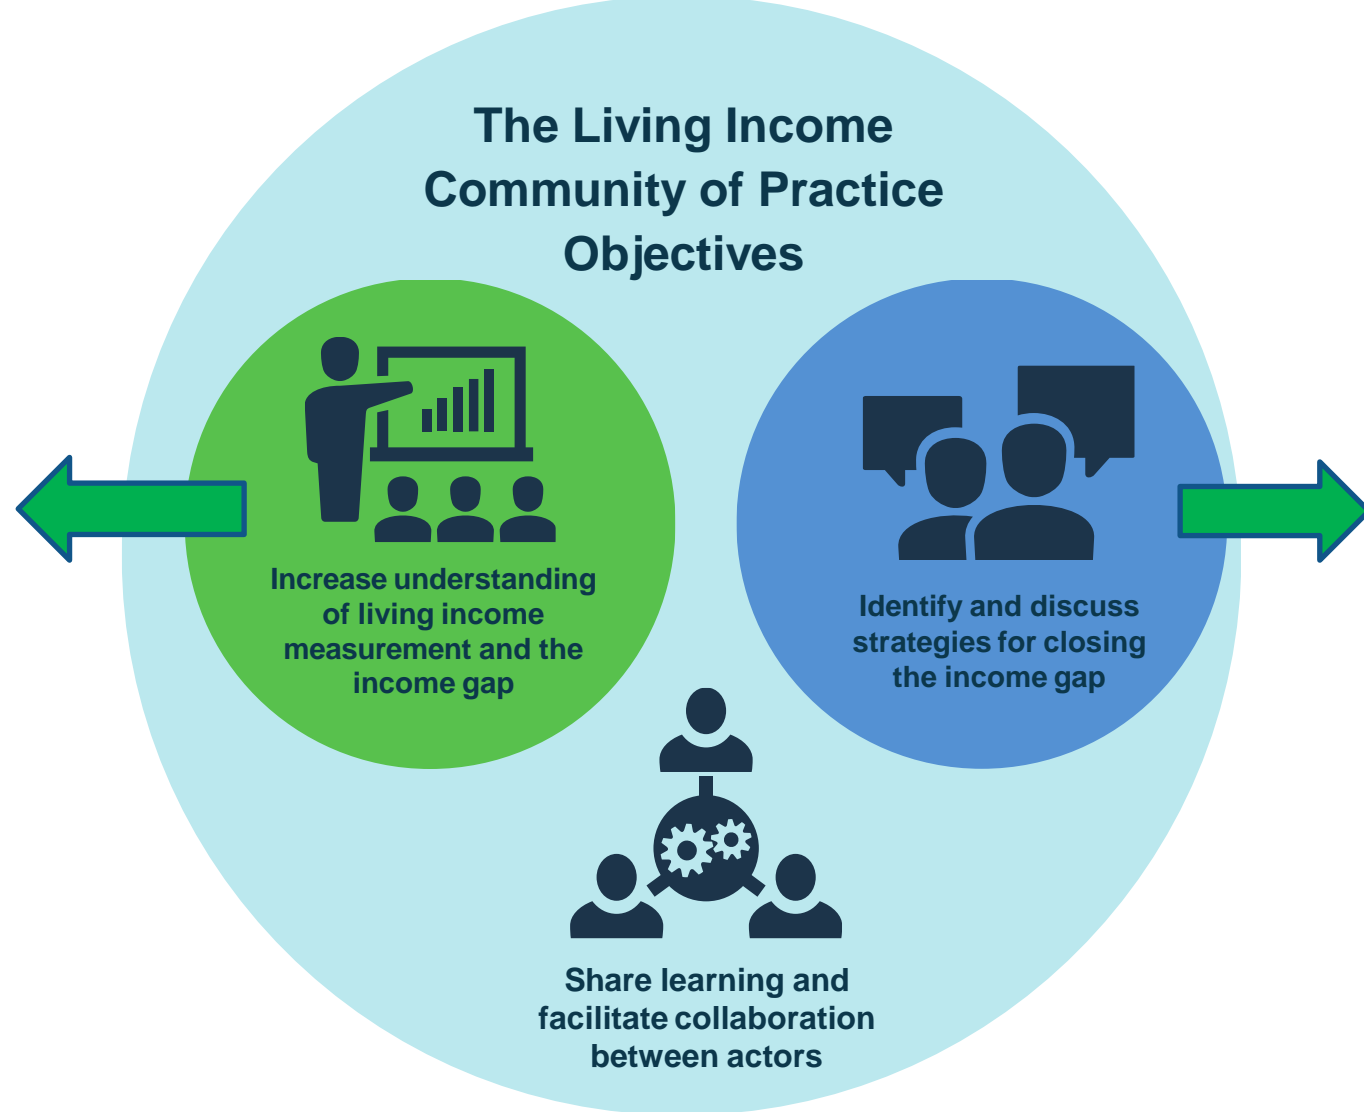 The Living Income
Community of Practice
Objectives
Increase understanding
of living income
measurement and the
income gap
Identify and discuss
strategies for closing
the income gap
Share learning and
facilitate collaboration
between actors